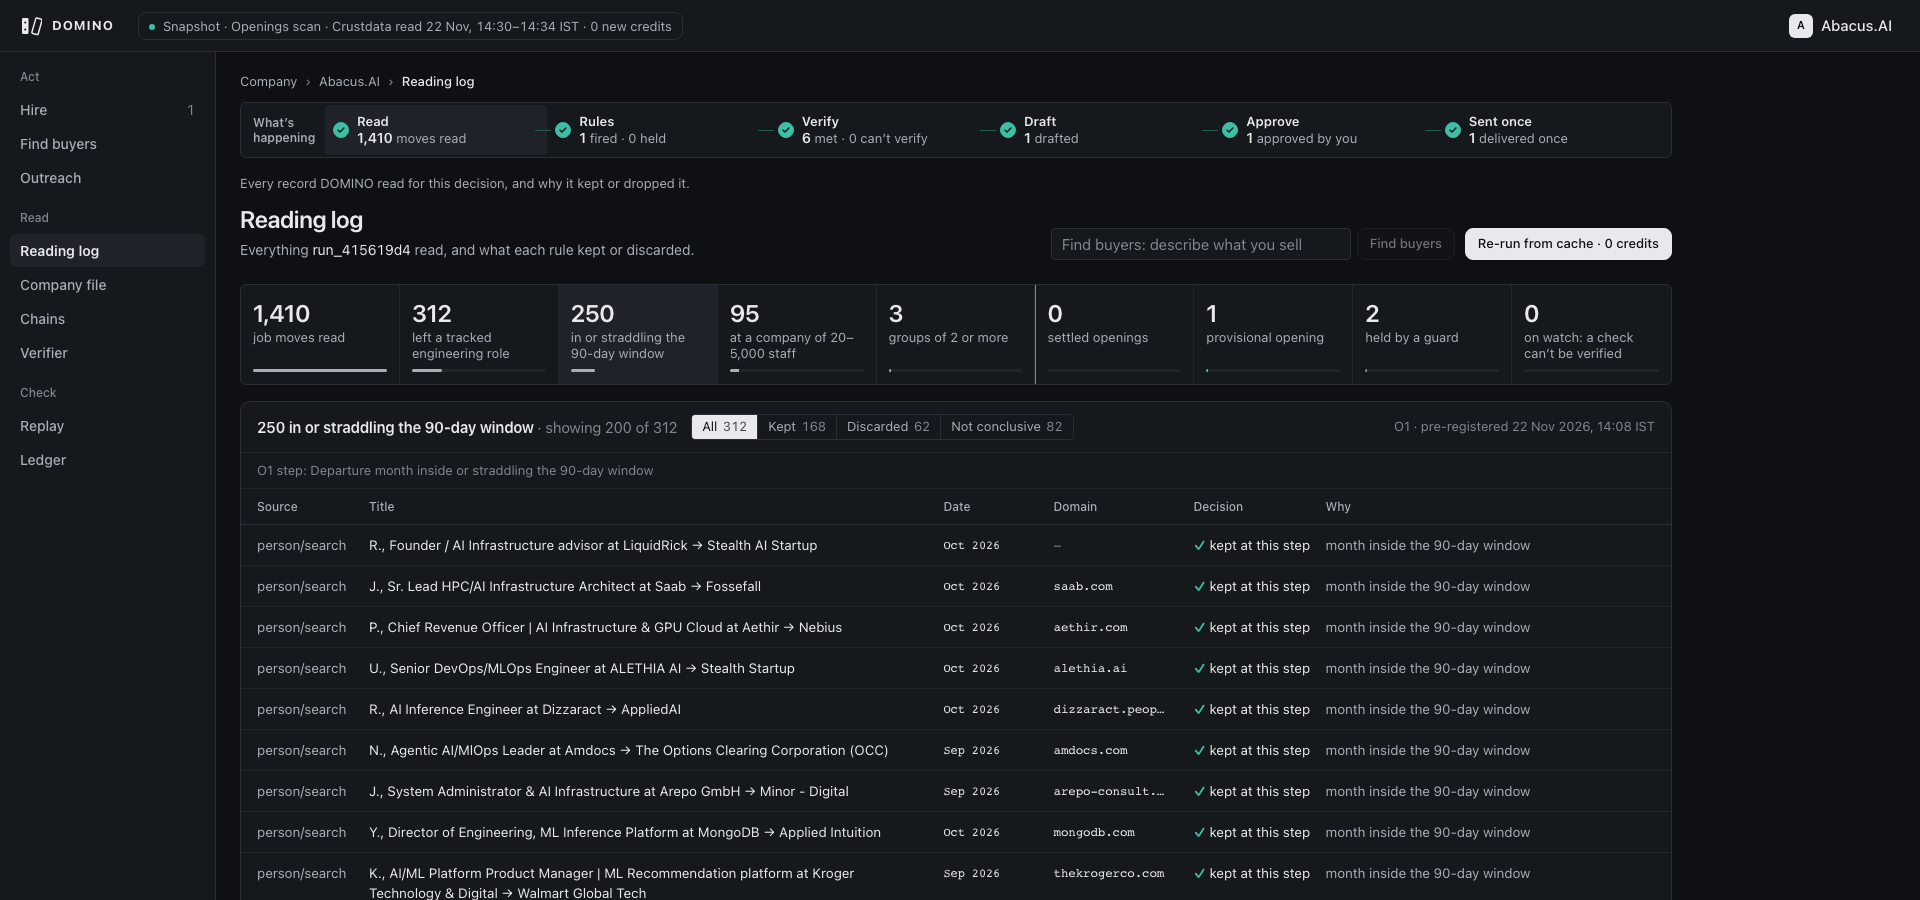 DOMINO
Snapshot · Openings scan · Crustdata read 22 Nov, 14:30–14:34 IST · 0 new credits
A Abacus.AI
Act
Hire 1
Find buyers
Outreach
Read
Reading log
Company file
Chains
Verifier
Check
Replay
Ledger
Company › Abacus.AI › Reading log
What's happening
Read
1,410 moves read
Rules
1 fired · 0 held
Verify
6 met · 0 can't verify
Draft
1 drafted
Approve
1 approved by you
Sent once
1 delivered once
Every record DOMINO read for this decision, and why it kept or dropped it.
Reading log
Everything run_415619d4 read, and what each rule kept or discarded.
Find buyers: describe what you sell
Find buyers
Re-run from cache · 0 credits
1,410
job moves read
312
left a tracked
engineering role
250
in or straddling the
90-day window
95
at a company of 20–
5,000 staff
3
groups of 2 or more
0
settled openings
1
provisional opening
2
held by a guard
0
on watch: a check
can't be verified
250 in or straddling the 90-day window · showing 200 of 312
All 312 Kept 168 Discarded 62 Not conclusive 82
O1 · pre-registered 22 Nov 2026, 14:08 IST
O1 step: Departure month inside or straddling the 90-day window
Source Title Date Domain Decision Why
person/search R., Founder / AI Infrastructure advisor at LiquidRick → Stealth AI Startup Oct 2026 – ✓ kept at this step month inside the 90-day window
person/search J., Sr. Lead HPC/AI Infrastructure Architect at Saab → Fossefall Oct 2026 saab.com ✓ kept at this step month inside the 90-day window
person/search P., Chief Revenue Officer | AI Infrastructure & GPU Cloud at Aethir → Nebius Oct 2026 aethir.com ✓ kept at this step month inside the 90-day window
person/search U., Senior DevOps/MLOps Engineer at ALETHIA AI → Stealth Startup Oct 2026 alethia.ai ✓ kept at this step month inside the 90-day window
person/search R., AI Inference Engineer at Dizzaract → AppliedAI Oct 2026 dizzaract.peop… ✓ kept at this step month inside the 90-day window
person/search N., Agentic AI/MlOps Leader at Amdocs → The Options Clearing Corporation (OCC) Sep 2026 amdocs.com ✓ kept at this step month inside the 90-day window
person/search J., System Administrator & AI Infrastructure at Arepo GmbH → Minor - Digital Sep 2026 arepo-consult.… ✓ kept at this step month inside the 90-day window
person/search Y., Director of Engineering, ML Inference Platform at MongoDB → Applied Intuition Oct 2026 mongodb.com ✓ kept at this step month inside the 90-day window
person/search K., AI/ML Platform Product Manager | ML Recommendation platform at Kroger Sep 2026 thekrogerco.com ✓ kept at this step month inside the 90-day window
Technology & Digital → Walmart Global Tech